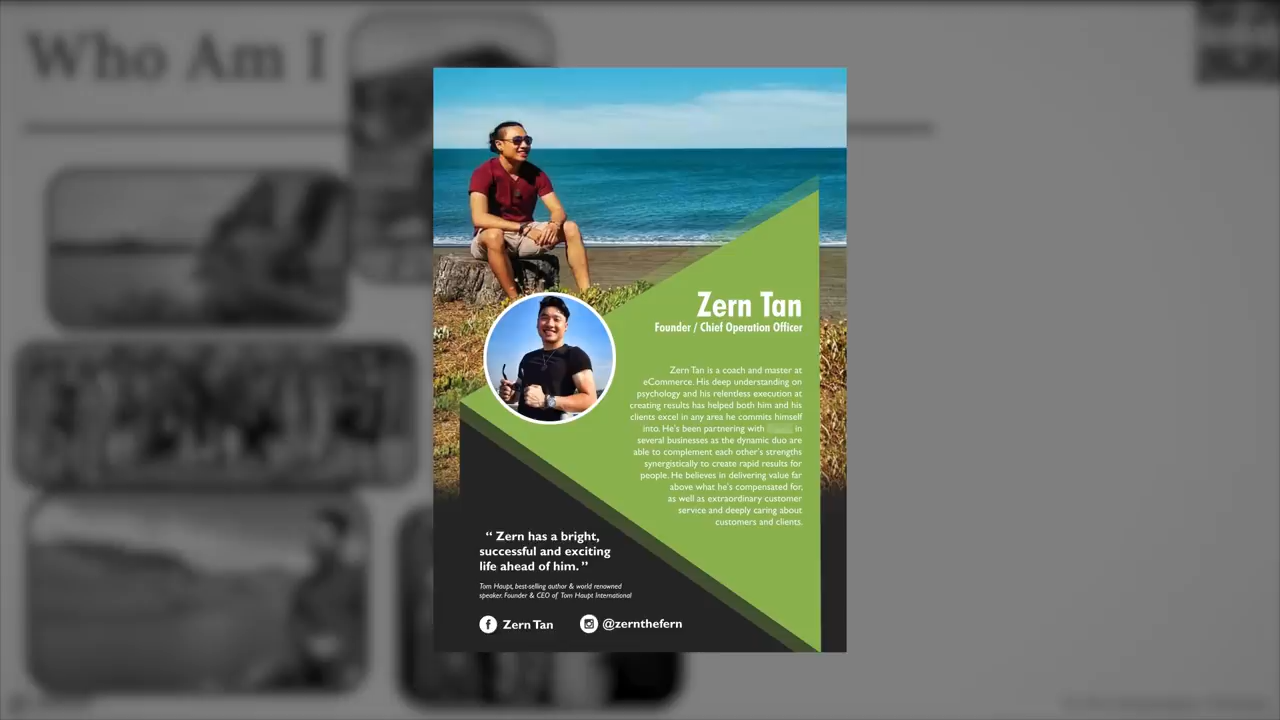 Who Am I
Zern Tan
Founder / Chief Operation Officer
Zern Tan is a coach and master at
eCommerce. His deep understanding on
psychology and his relentless execution at
creating results has helped both him and his
clients excel in any area he commits himself
into. He's been partnering with in
several businesses as the dynamic duo are
able to complement each other's strengths
synergistically to create rapid results for
people. He believes in delivering value far
above what he's compensated for,
as well as extraordinary customer
service and deeply caring about
customers and clients.
“ Zern has a bright,
successful and exciting
life ahead of him. ”
Tom Haupt, best-selling author & world renowned
speaker. Founder & CEO of Tom Haupt International
Zern Tan
@zernthefern